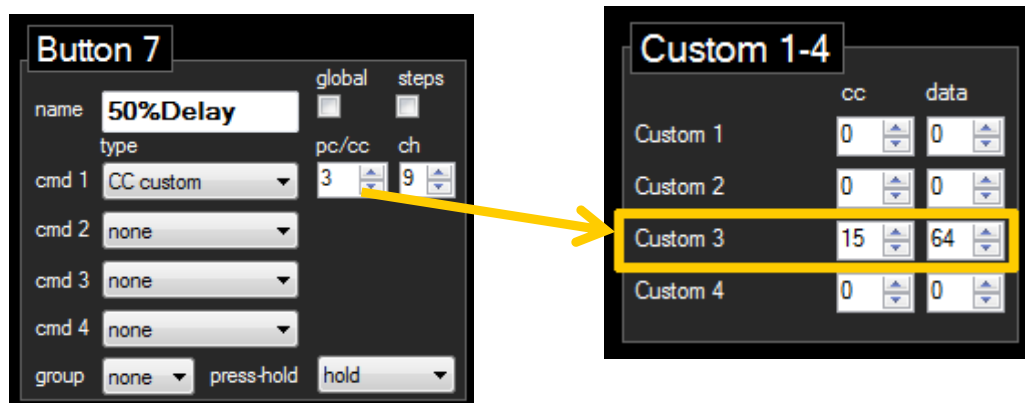 Button 7
global steps
name 50%Delay
type pc/cc ch
cmd 1 CC custom 3 9
cmd 2 none
cmd 3 none
cmd 4 none
group none press-hold hold
Custom 1-4
cc data
Custom 1 0 0
Custom 2 0 0
Custom 3 15 64
Custom 4 0 0